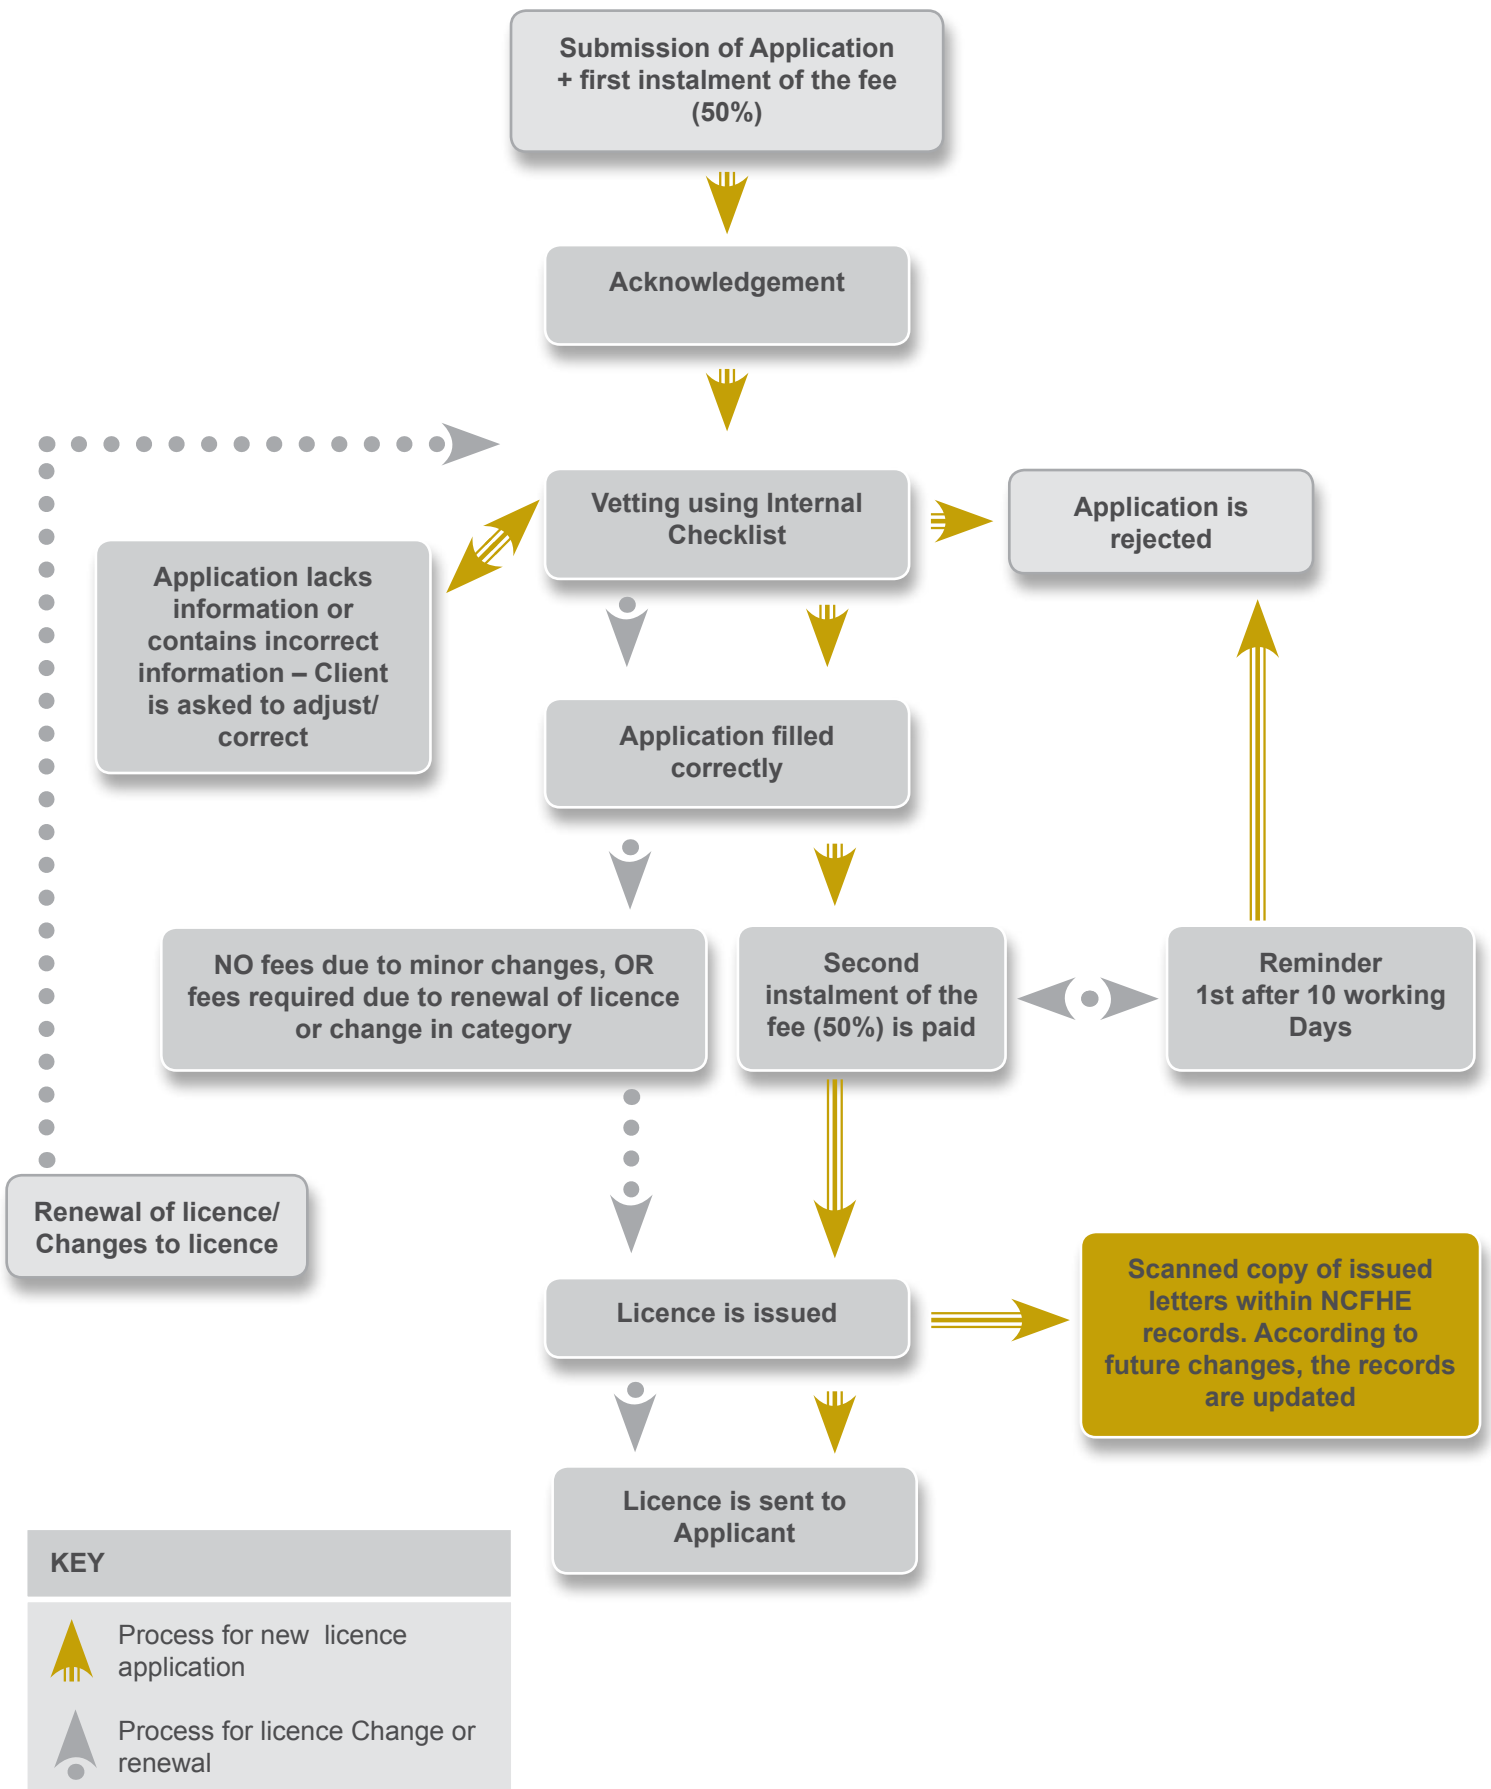 Submission of Application
+ first instalment of the fee
(50%)
Acknowledgement
Vetting using Internal
Checklist
Application is
rejected
Application lacks
information or
contains incorrect
information – Client
is asked to adjust/
correct
Application filled
correctly
NO fees due to minor changes, OR
fees required due to renewal of licence
or change in category
Second
instalment of the
fee (50%) is paid
Reminder
1st after 10 working
Days
Renewal of licence/
Changes to licence
Licence is issued
Scanned copy of issued
letters within NCFHE
records. According to
future changes, the records
are updated
Licence is sent to
Applicant
KEY
Process for new  licence
application
Process for licence Change or
renewal